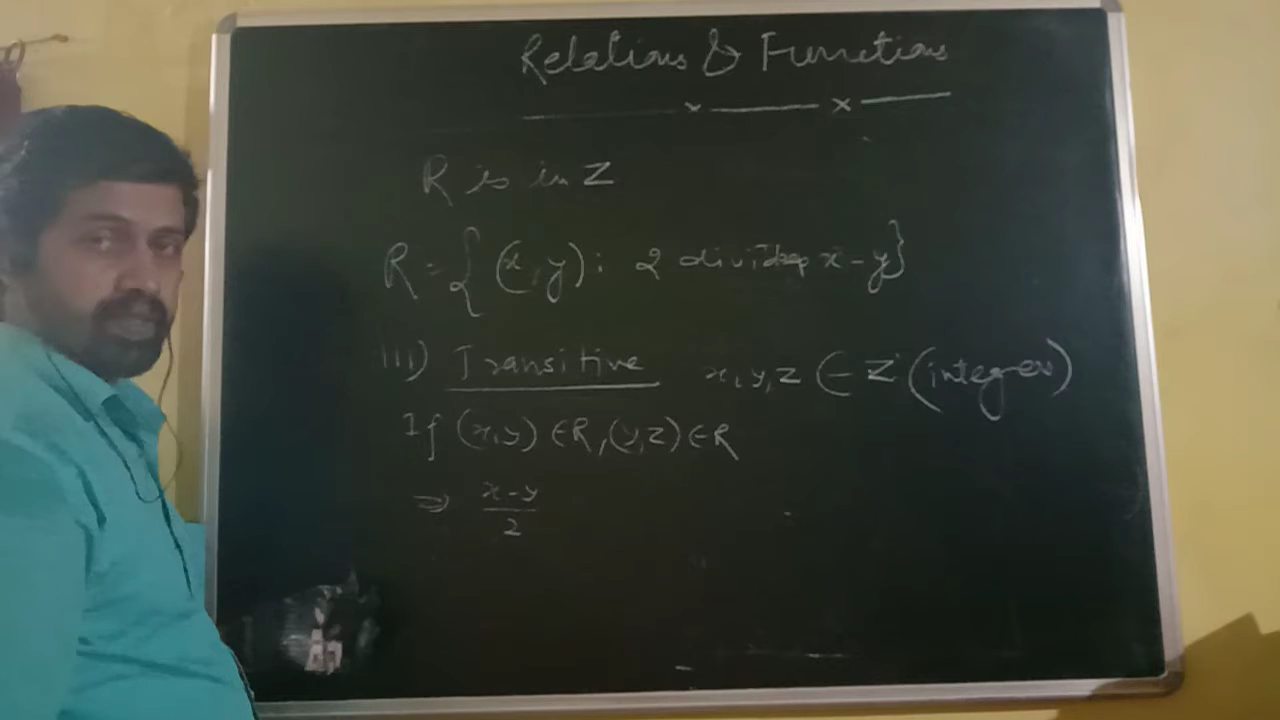 Relations & Functions
R is in Z
R = { (x, y) : 2 divides x - y }
iii) Transitive x, y, z ∈ Z (integers)
If (x, y) ∈ R, (y, z) ∈ R
⇒ x-y / 2